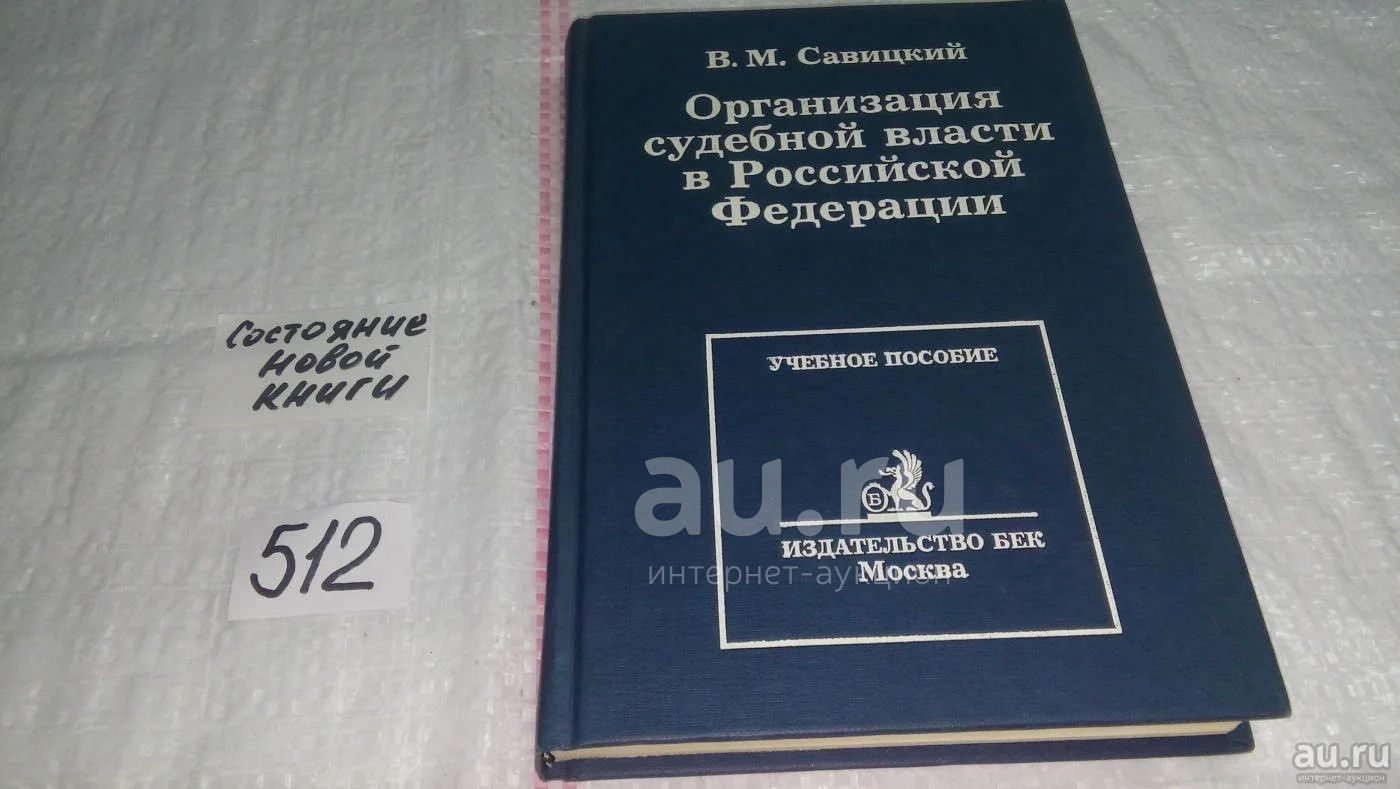 В. М. Савицкий
Организация
судебной власти
в Российской
Федерации
УЧЕБНОЕ ПОСОБИЕ
Б
ИЗДАТЕЛЬСТВО БЕК
Москва
Состояние
новой
книги
512
au.ru
интернет-аукцион
au.ru
интернет-аукцион